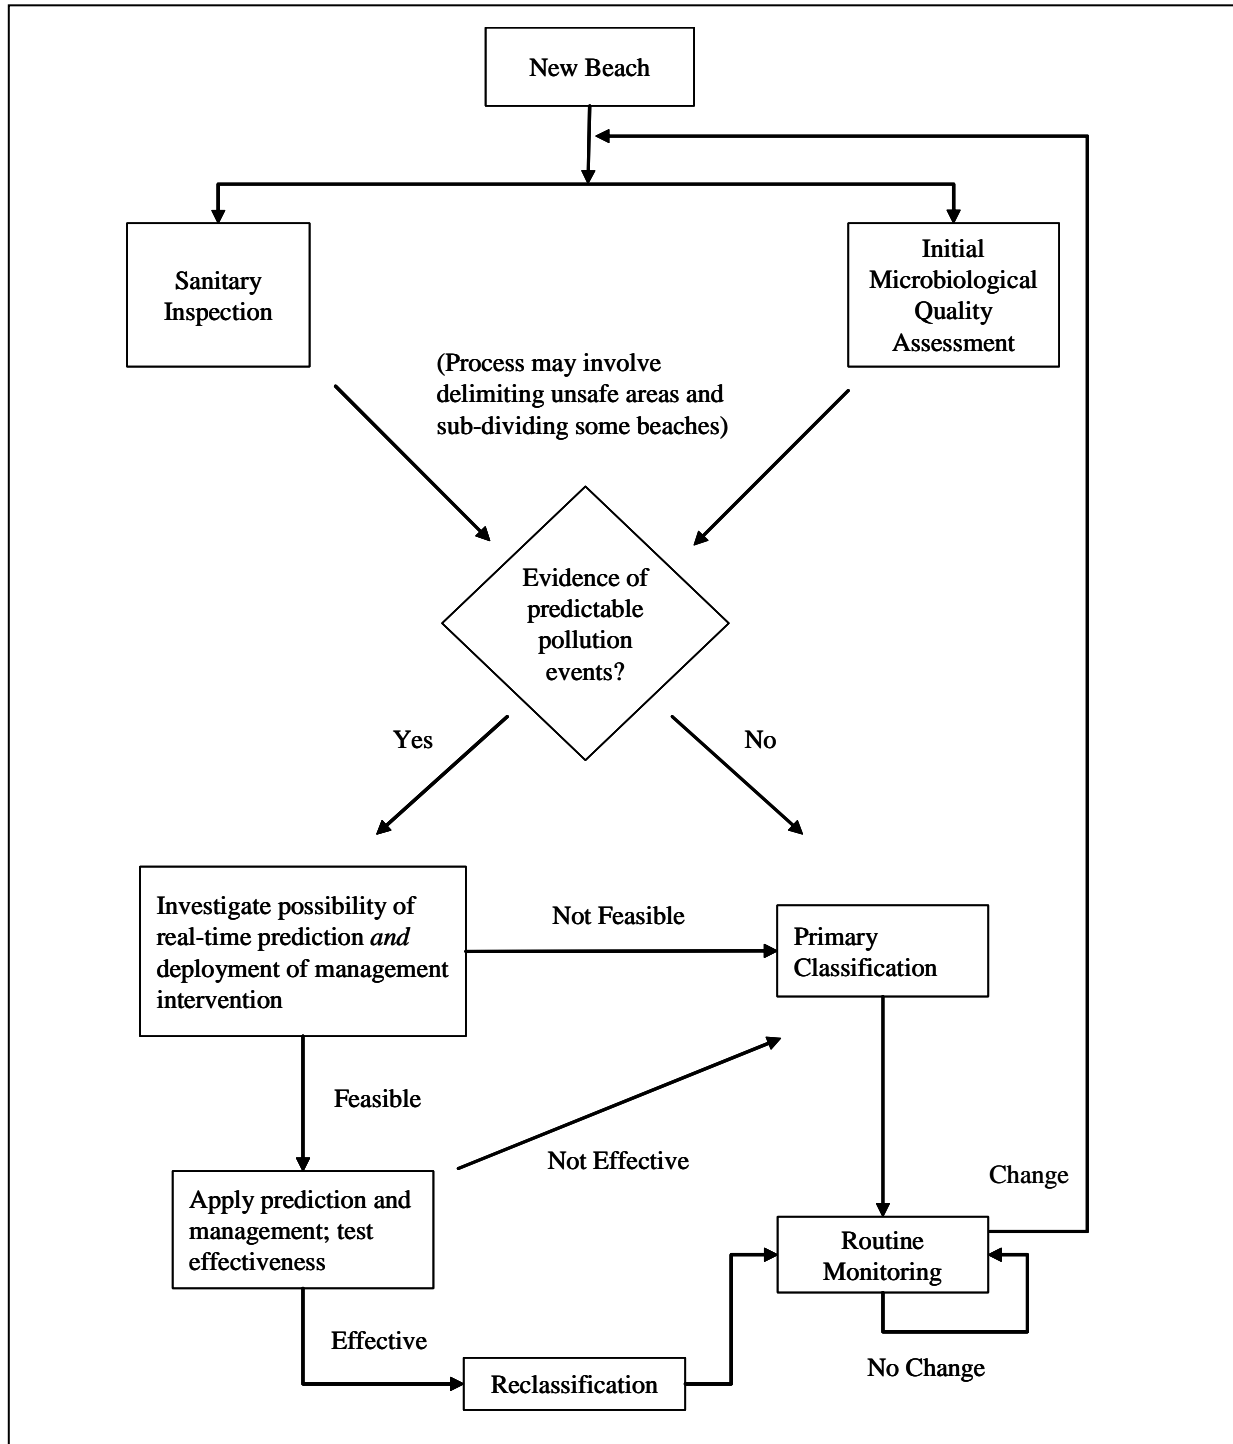 New Beach
Sanitary
Inspection
Initial
Microbiological
Quality
Assessment
(Process may involve
delimiting unsafe areas and
sub-dividing some beaches)
Evidence of
predictable
pollution
events?
Yes
No
Investigate possibility of
real-time prediction and
deployment of management
intervention
Not Feasible
Primary
Classification
Feasible
Not Effective
Apply prediction and
management; test
effectiveness
Change
Routine
Monitoring
Effective
No Change
Reclassification